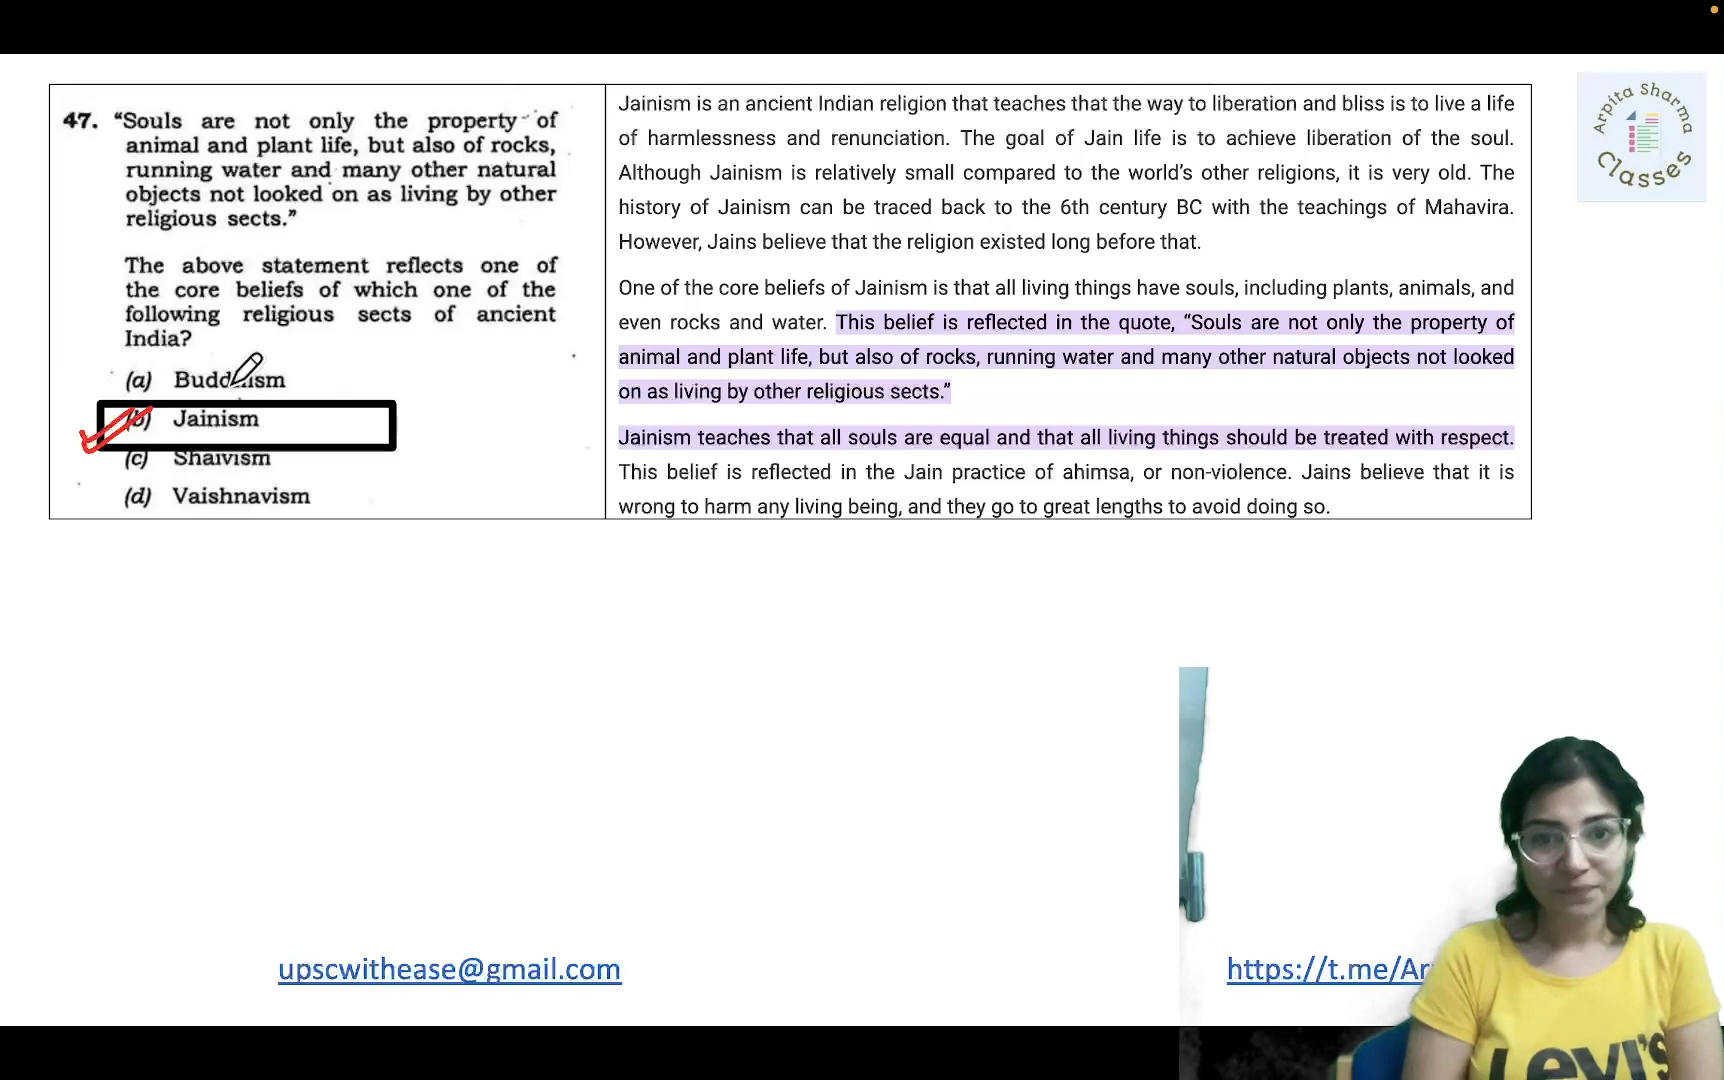 47. “Souls are not only the property of
animal and plant life, but also of rocks,
running water and many other natural
objects not looked on as living by other
religious sects.”
The above statement reflects one of
the core beliefs of which one of the
following religious sects of ancient
India?
(a) Buddhism
(b) Jainism
(c) Shaivism
(d) Vaishnavism
Jainism is an ancient Indian religion that teaches that the way to liberation and bliss is to live a life
of harmlessness and renunciation. The goal of Jain life is to achieve liberation of the soul.
Although Jainism is relatively small compared to the world’s other religions, it is very old. The
history of Jainism can be traced back to the 6th century BC with the teachings of Mahavira.
However, Jains believe that the religion existed long before that.
One of the core beliefs of Jainism is that all living things have souls, including plants, animals, and
even rocks and water. This belief is reflected in the quote, “Souls are not only the property of
animal and plant life, but also of rocks, running water and many other natural objects not looked
on as living by other religious sects.”
Jainism teaches that all souls are equal and that all living things should be treated with respect.
This belief is reflected in the Jain practice of ahimsa, or non-violence. Jains believe that it is
wrong to harm any living being, and they go to great lengths to avoid doing so.
Arpita Sharma
Classes
upscwithease@gmail.com
https://t.me/Ar
Levi's